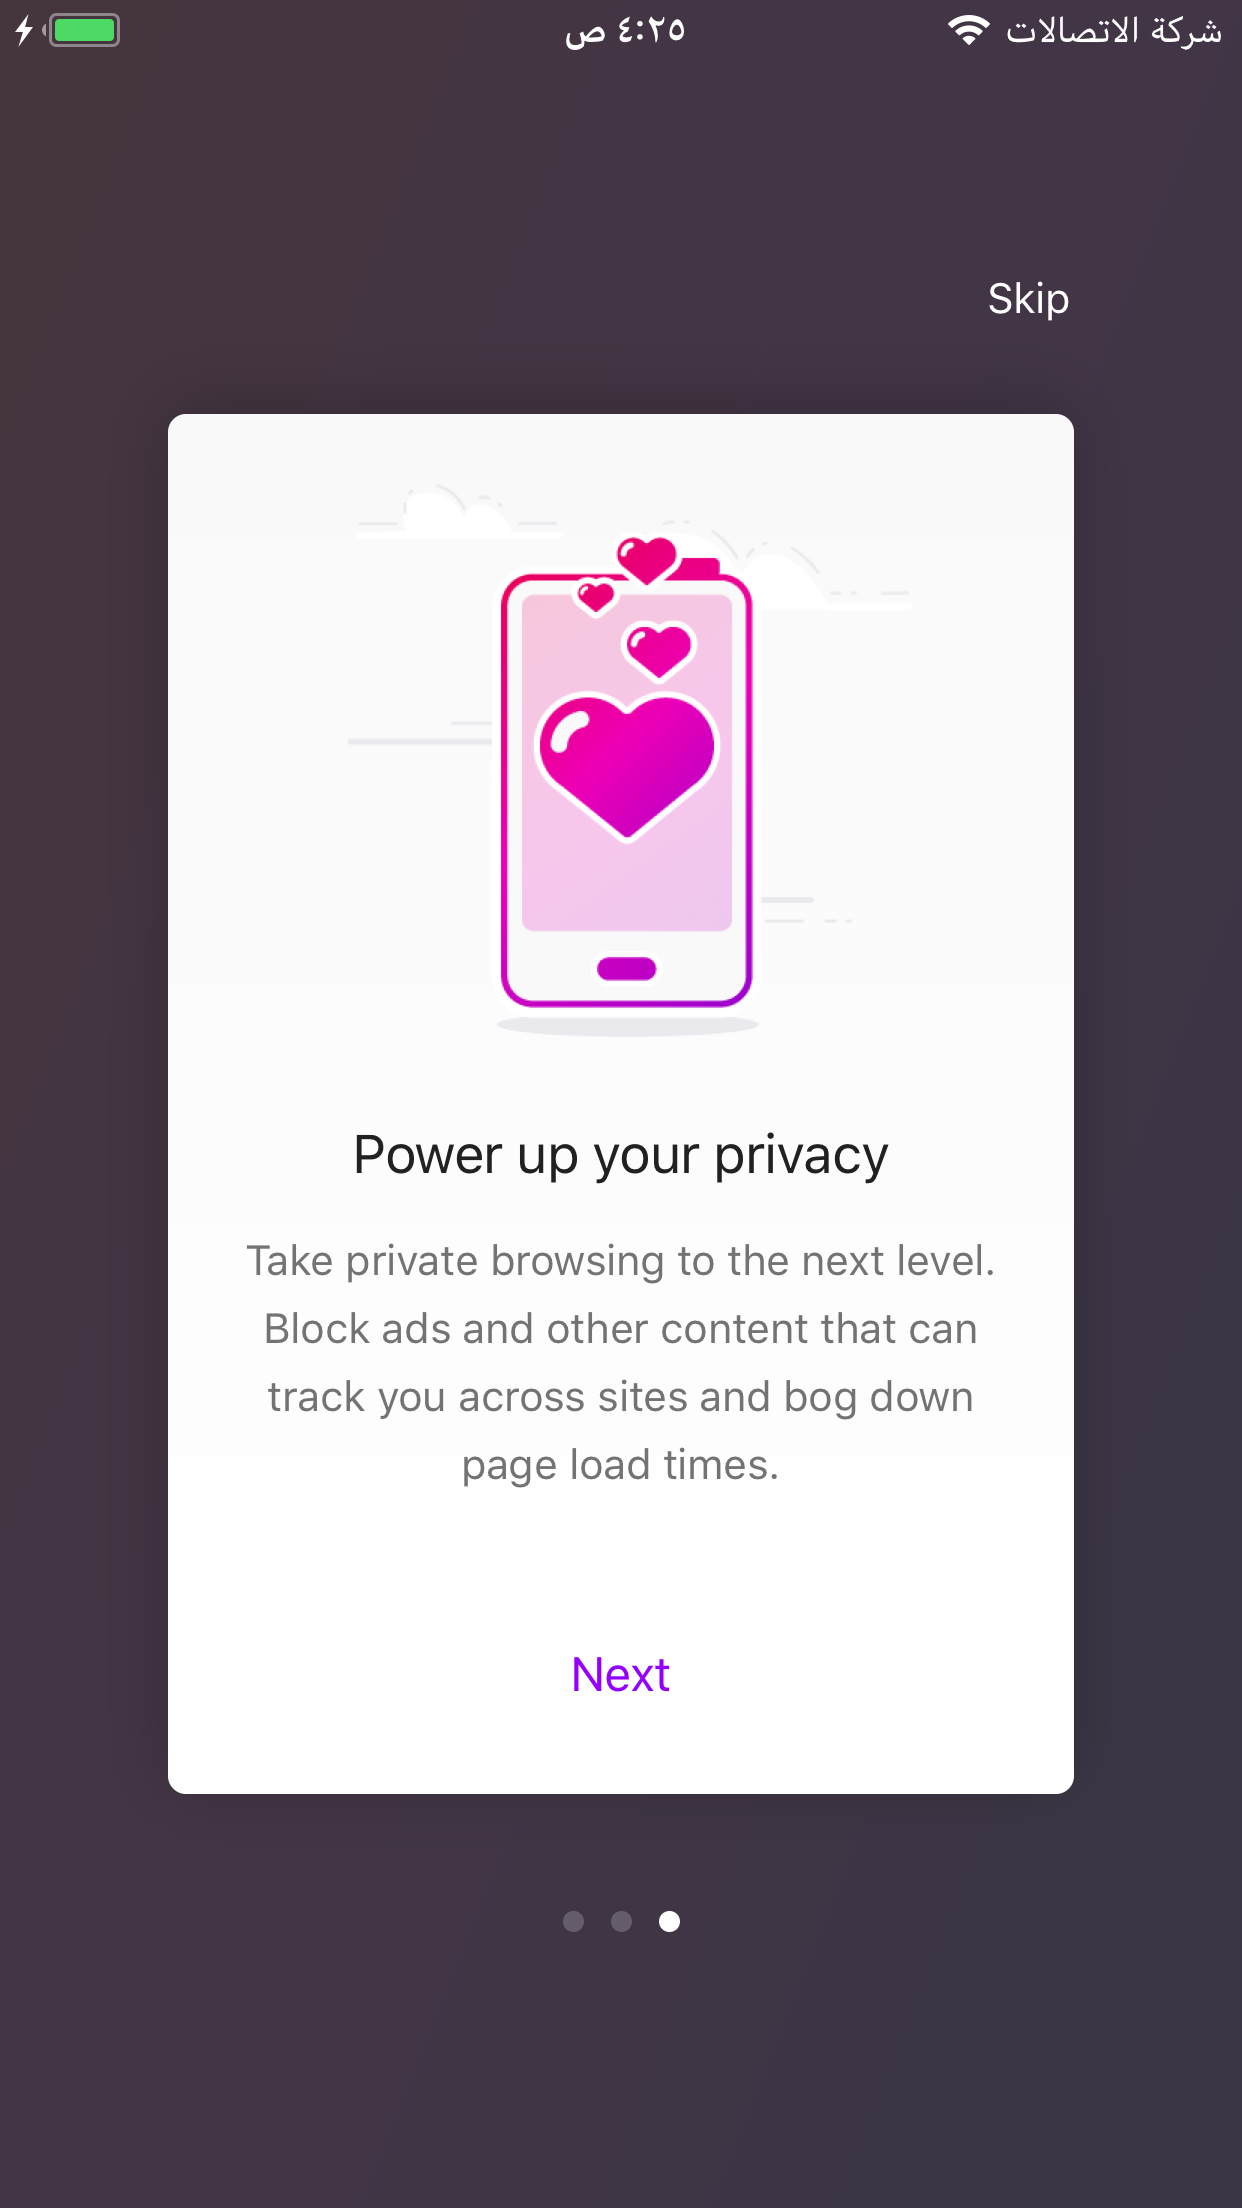 شركة الاتصالات
٤:٢٥ ص
Skip
Power up your privacy
Take private browsing to the next level.
Block ads and other content that can
track you across sites and bog down
page load times.
Next